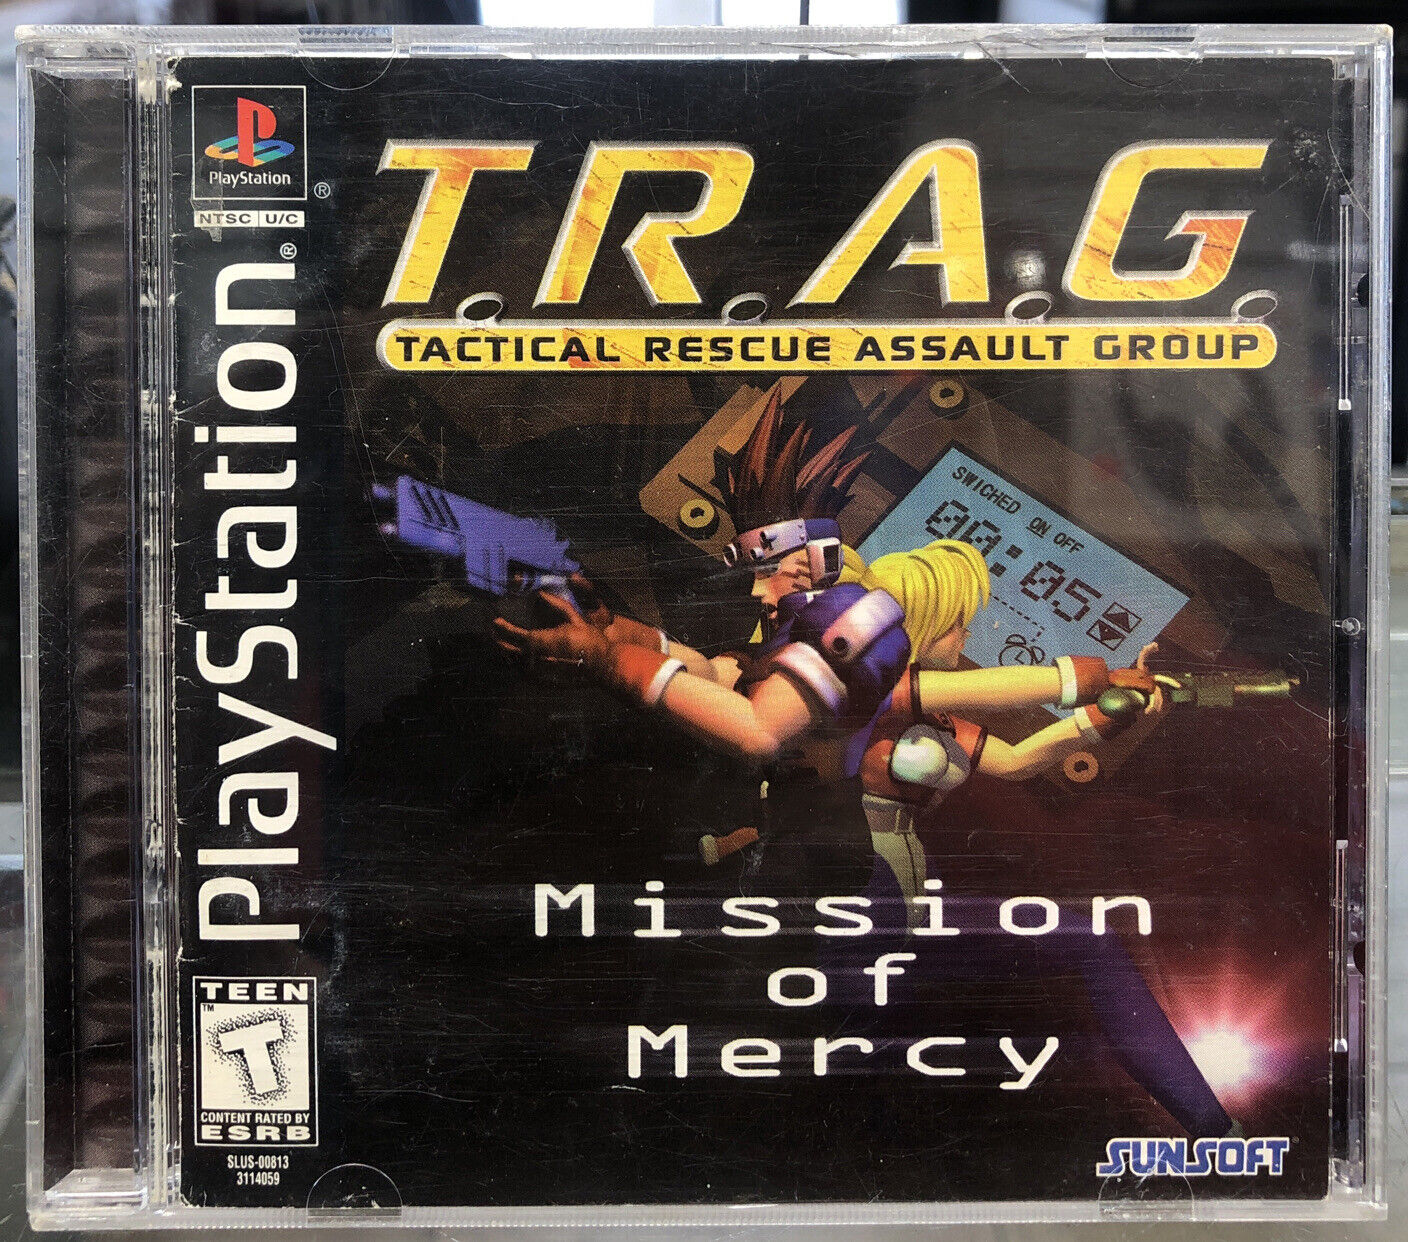 PlayStation
®
NTSC U/C
PlayStation®
T.R.A.G.
TACTICAL RESCUE ASSAULT GROUP
SWICHED ON OFF
00:05
Mission
of
Mercy
TEEN
TM
T
CONTENT RATED BY
ESRB
SLUS-00813
3114059
SUNSOFT